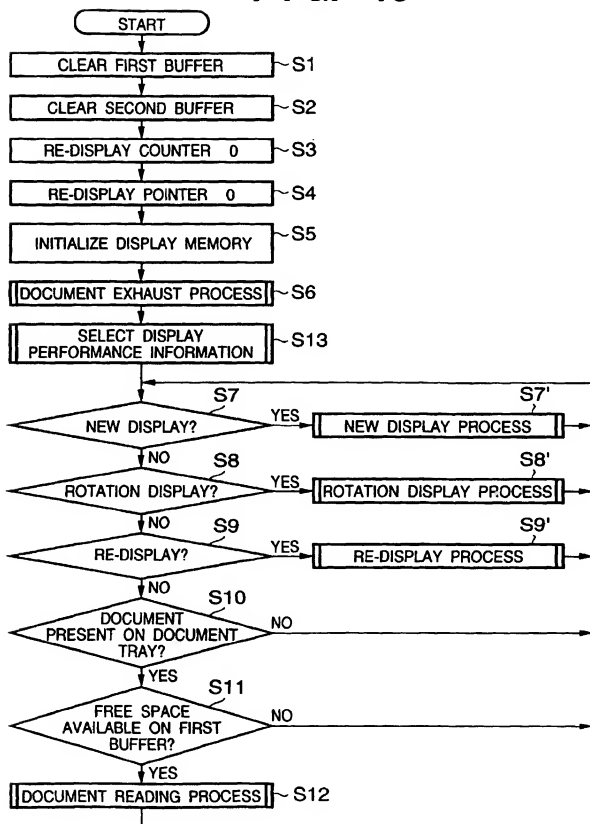 START
CLEAR FIRST BUFFER S1
CLEAR SECOND BUFFER S2
RE-DISPLAY COUNTER 0 S3
RE-DISPLAY POINTER 0 S4
INITIALIZE DISPLAY MEMORY S5
DOCUMENT EXHAUST PROCESS S6
SELECT DISPLAY
PERFORMANCE INFORMATION S13
S7 S7'
NEW DISPLAY? YES NEW DISPLAY PROCESS
NO S8 S8'
ROTATION DISPLAY? YES ROTATION DISPLAY PROCESS
NO S9 S9'
RE-DISPLAY? YES RE-DISPLAY PROCESS
NO S10
DOCUMENT
PRESENT ON DOCUMENT NO
TRAY?
YES S11
FREE SPACE
AVAILABLE ON FIRST NO
BUFFER?
YES
DOCUMENT READING PROCESS S12